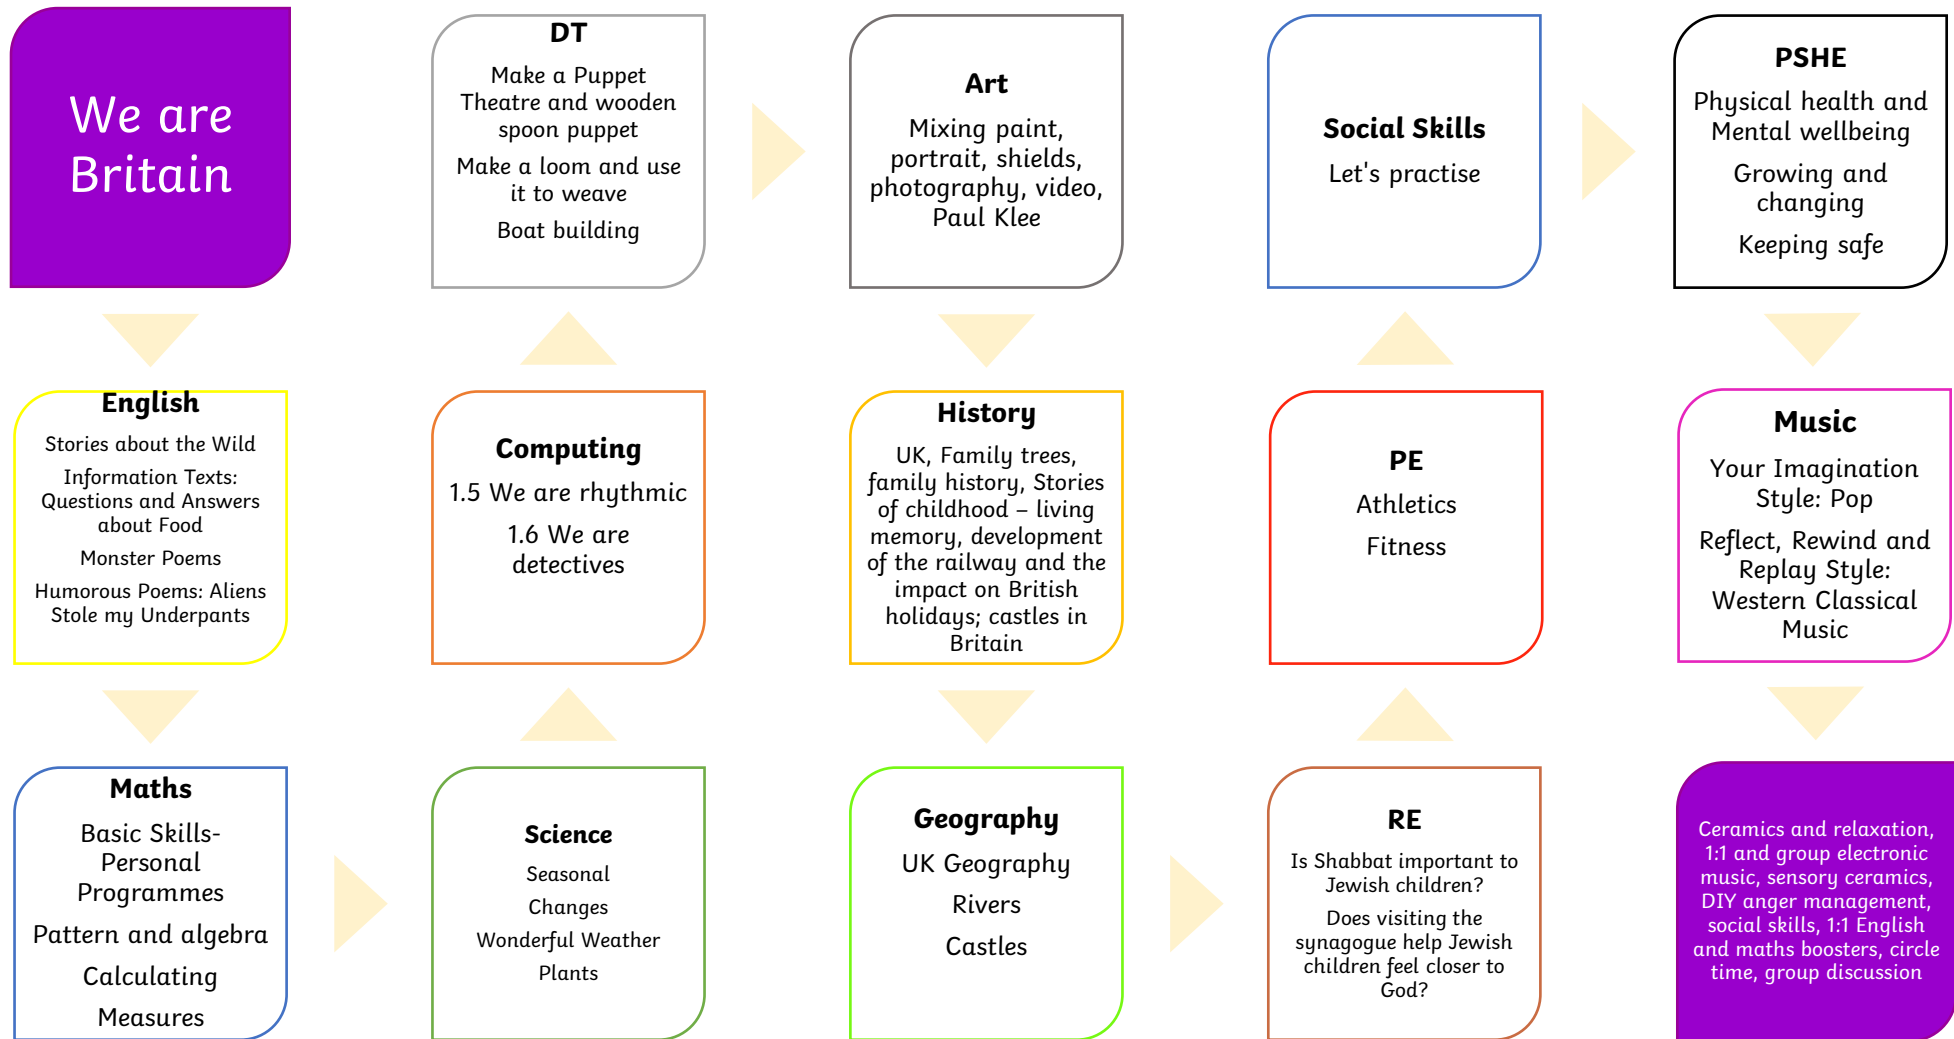 We are
Britain
English
Stories about the Wild
Information Texts:
Questions and Answers
about Food
Monster Poems
Humorous Poems: Aliens
Stole my Underpants
Maths
Basic Skills-
Personal
Programmes
Pattern and algebra
Calculating
Measures
Science
Seasonal
Changes
Wonderful Weather
Plants
Computing
1.5 We are rhythmic
1.6 We are
detectives
DT
Make a Puppet
Theatre and wooden
spoon puppet
Make a loom and use
it to weave
Boat building
Art
Mixing paint,
portrait, shields,
photography, video,
Paul Klee
History
UK, Family trees,
family history, Stories
of childhood – living
memory, development
of the railway and the
impact on British
holidays; castles in
Britain
Geography
UK Geography
Rivers
Castles
RE
Is Shabbat important to
Jewish children?
Does visiting the
synagogue help Jewish
children feel closer to
God?
PE
Athletics
Fitness
Social Skills
Let's practise
PSHE
Physical health and
Mental wellbeing
Growing and
changing
Keeping safe
Music
Your Imagination
Style: Pop
Reflect, Rewind and
Replay Style:
Western Classical
Music
Ceramics and relaxation,
1:1 and group electronic
music, sensory ceramics,
DIY anger management,
social skills, 1:1 English
and maths boosters, circle
time, group discussion